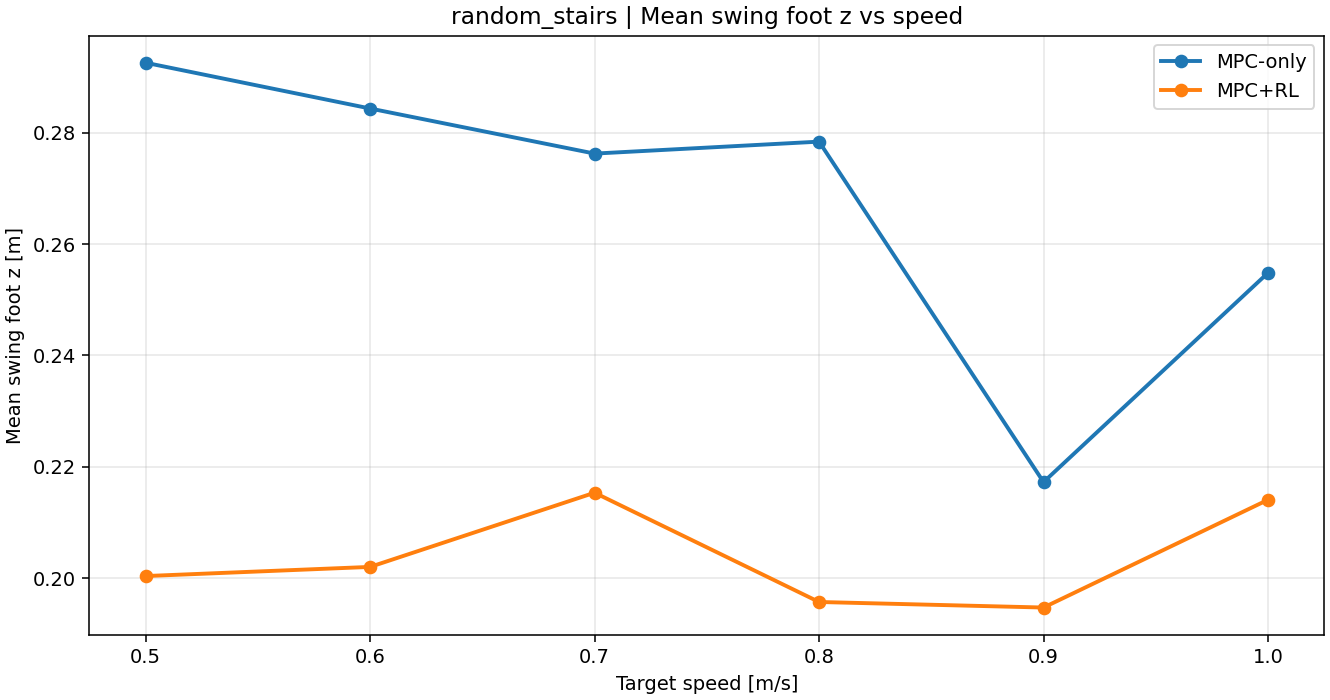 random_stairs | Mean swing foot z vs speed
MPC-only
MPC+RL
Mean swing foot z [m]
0.28
0.26
0.24
0.22
0.20
0.5 0.6 0.7 0.8 0.9 1.0
Target speed [m/s]